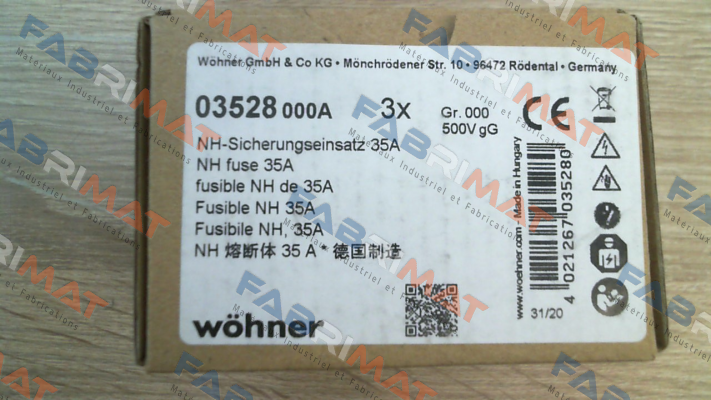 Wöhner GmbH & Co KG • Mönchrödener Str. 10 • 96472 Rödental • Germany
03528 000A 3x Gr. 000
500V gG
CE
NH-Sicherungseinsatz 35A
NH fuse 35A
fusible NH de 35A
Fusible NH 35A
Fusibile NH, 35A
NH 熔断体 35 A • 德国制造
wöhner
www.woehner.com - Made in Hungary
4 021267 035280
31/20
FABRIMAT
Materiaux Industriel et Fabrications